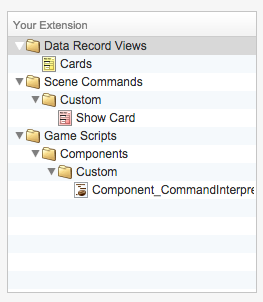 Your Extension
Data Record Views
Cards
Scene Commands
Custom
Show Card
Game Scripts
Components
Custom
Component_CommandInterpre